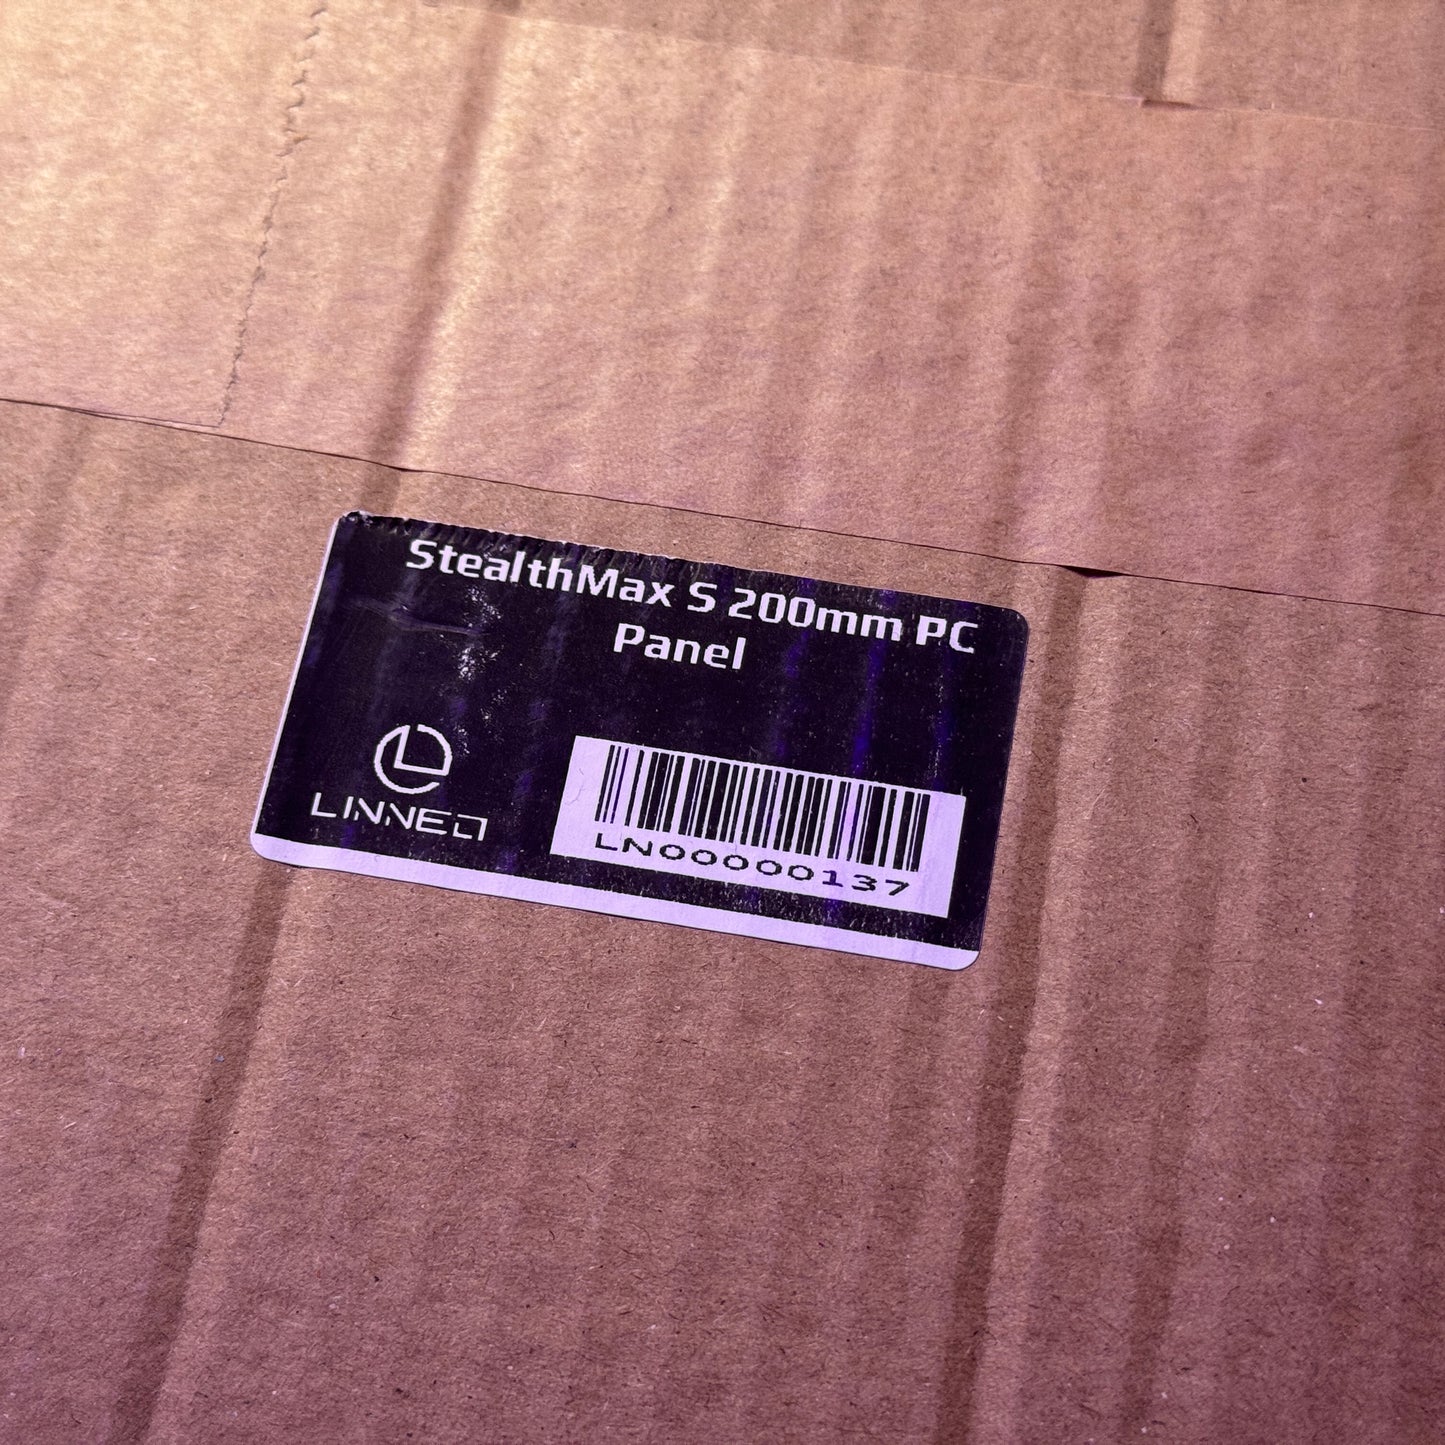 StealthMax S 200mm PC
Panel
LINNEO
LN00000137